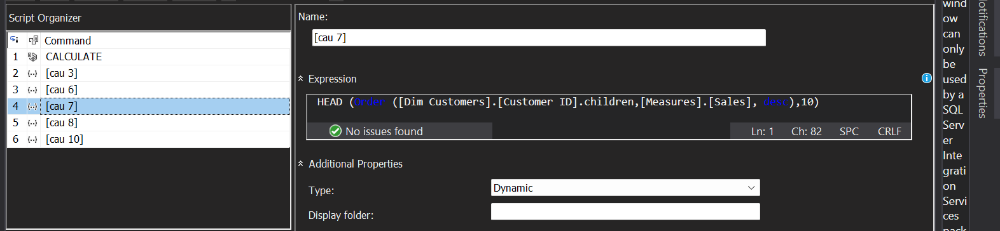 Script Organizer
Command
1 CALCULATE
2 [cau 3]
3 [cau 6]
4 [cau 7]
5 [cau 8]
6 [cau 10]
Name:
[cau 7]
Expression
HEAD (Order ([Dim Customers].[Customer ID].children,[Measures].[Sales], desc),10)
No issues found
Ln: 1 Ch: 82 SPC CRLF
Additional Properties
Type:
Dynamic
Display folder:
wind
ow
can
only
be
used
by a
SQL
Serv
er
Inte
grati
on
Servi
ces
Notifications
Properties